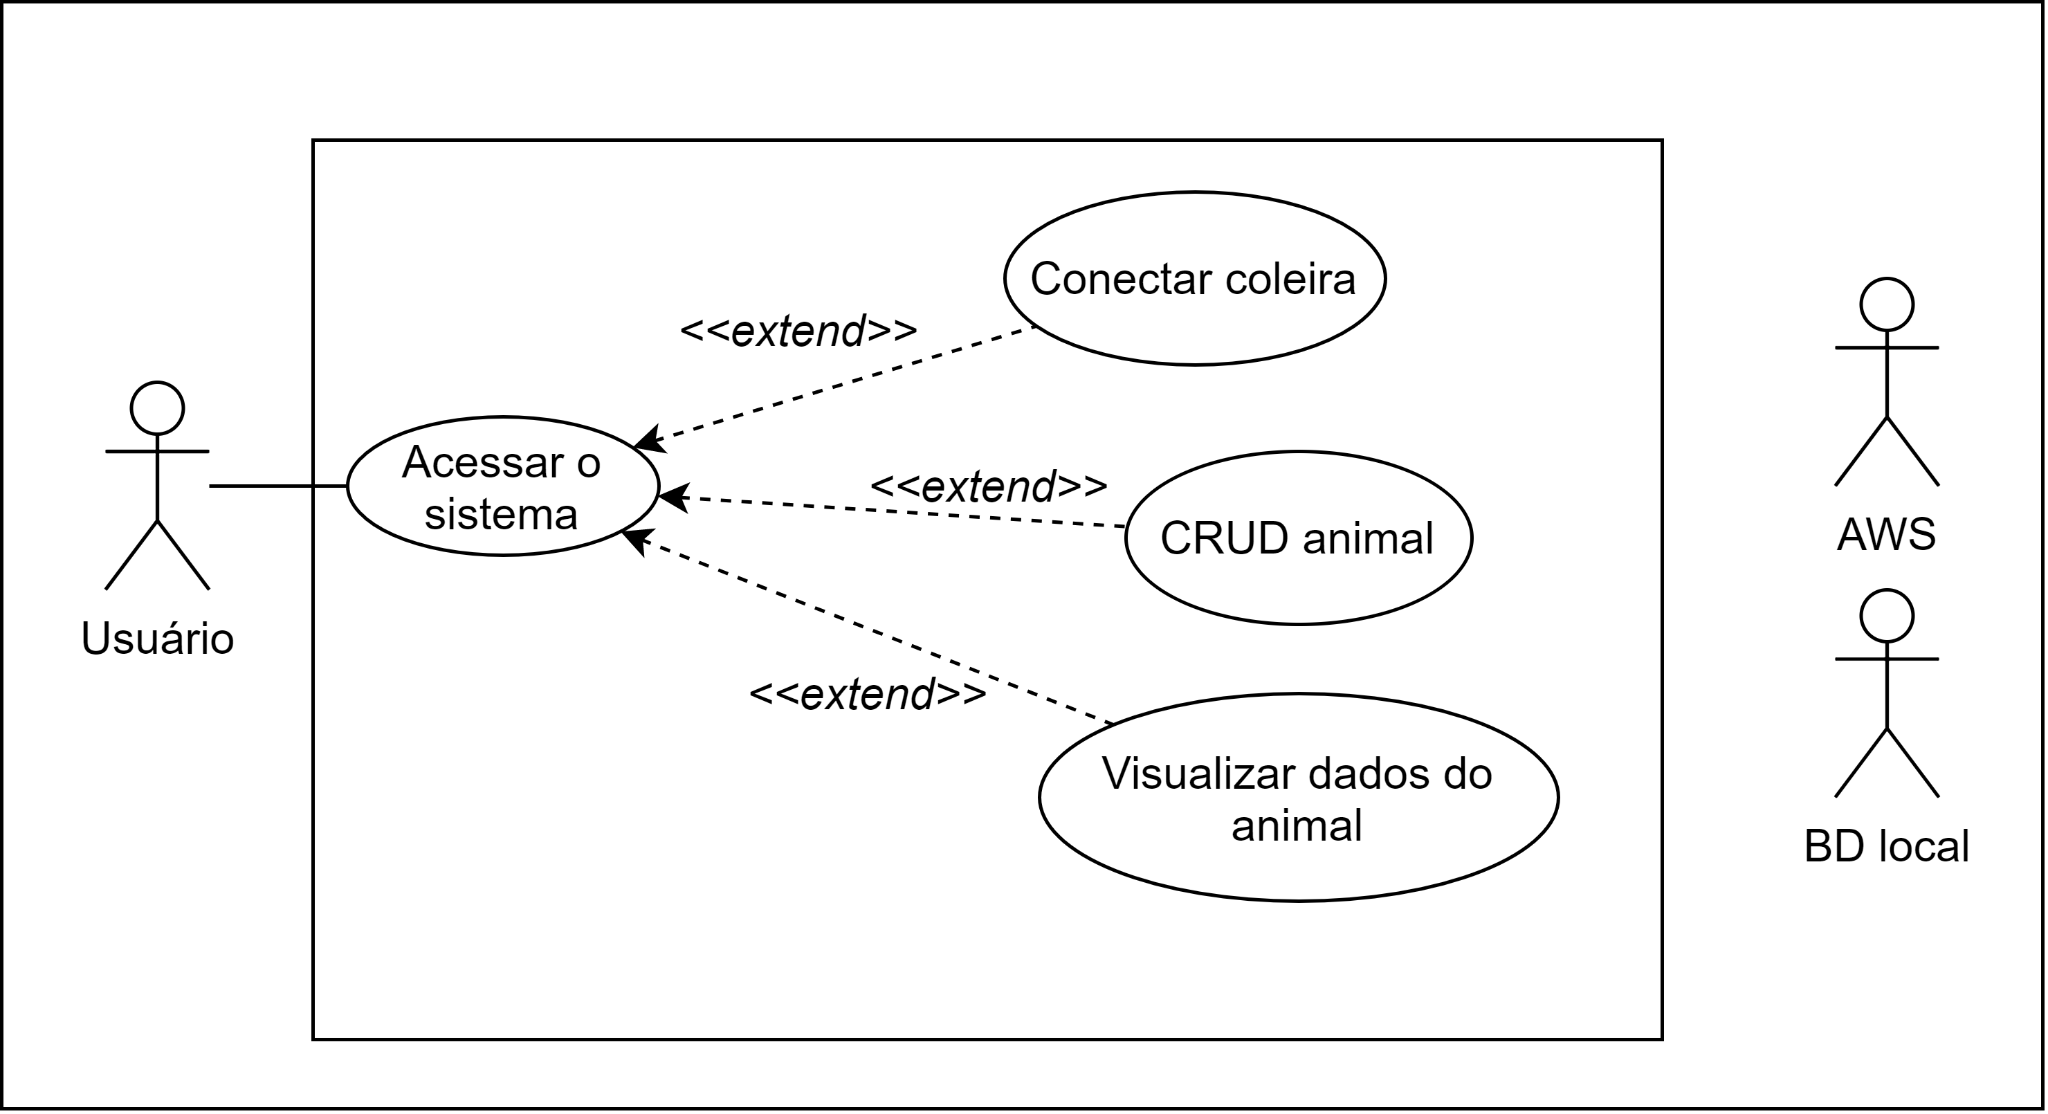 Conectar coleira
<<extend>>
Acessar o
sistema
<<extend>>
CRUD animal
AWS
Usuário
<<extend>>
Visualizar dados do
animal
BD local